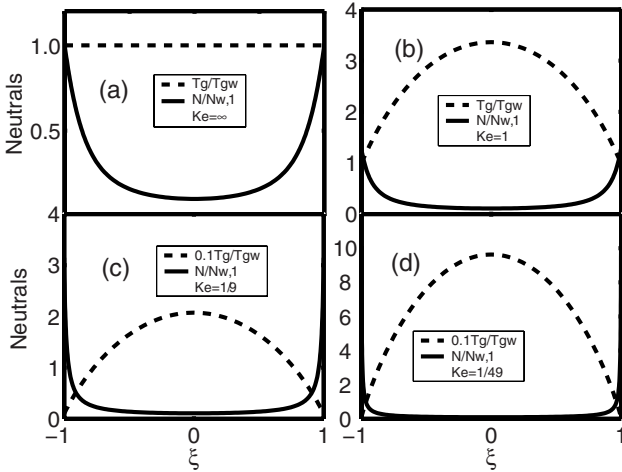 Neutrals
1.0
0.5
(a)
Tg/Tgw
N/Nw,1
Ke=∞
4
3
2
1
0
(b)
Tg/Tgw
N/Nw,1
Ke=1
Neutrals
4
3
2
1
0
(c)
0.1Tg/Tgw
N/Nw,1
Ke=1/9
−1 0 1
ξ
10
8
6
4
2
0
(d)
0.1Tg/Tgw
N/Nw,1
Ke=1/49
−1 0 1
ξ